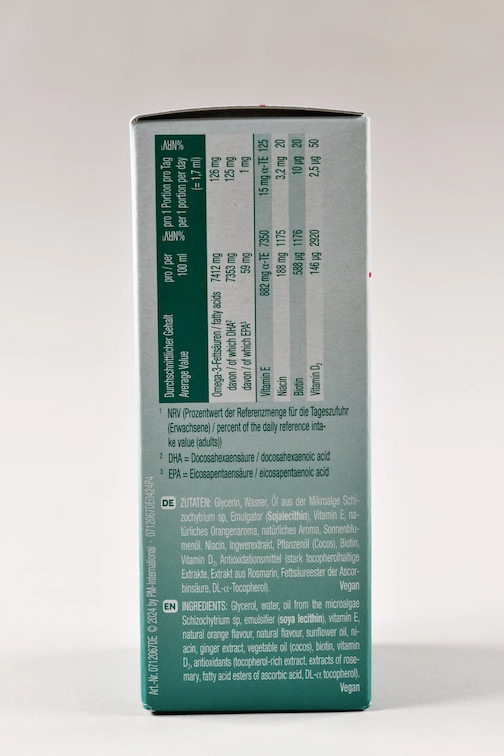 Durchschnittlicher Gehalt pro / per %NRV¹ pro 1 Portion pro Tag %NRV¹
Average Value 100 ml per 1 portion per day
(= 1,7 ml)
Omega-3-Fettsäuren / fatty acids 7412 mg 126 mg
davon / of which DHA² 7353 mg 125 mg
davon / of which EPA³ 59 mg 1 mg
Vitamin E 882 mg α-TE 7350 15 mg α-TE 125
Niacin 188 mg 1175 3,2 mg 20
Biotin 588 µg 1176 10 µg 20
Vitamin D₂ 146 µg 2920 2,5 µg 50
¹ NRV (Prozentwert der Referenzmenge für die Tageszufuhr
(Erwachsene) / percent of the daily reference inta-
ke value (adults))
² DHA = Docosahexaensäure / docosahexaenoic acid
³ EPA = Eicosapentaensäure / eicosapentaenoic acid
DE ZUTATEN: Glycerin, Wasser, Öl aus der Mikroalge Schi-
zochytrium sp, Emulgator (Sojalecithin), Vitamin E, na-
türliches Orangenaroma, natürliches Aroma, Sonnenblu-
menöl, Niacin, Ingwerextrakt, Pflanzenöl (Cocos), Biotin,
Vitamin D₂, Antioxidationsmittel (stark tocopherolhaltige
Extrakte, Extrakt aus Rosmarin, Fettsäureester der Ascor-
binsäure, DL-α-Tocopherol).
Vegan
EN INGREDIENTS: Glycerol, water, oil from the microalgae
Schizochytrium sp, emulsifier (soya lecithin), vitamin E,
natural orange flavour, natural flavour, sunflower oil, ni-
acin, ginger extract, vegetable oil (cocos), biotin, vitamin
D₂, antioxidants (tocopherol-rich extract, extracts of rose-
mary, fatty acid esters of ascorbic acid, DL-α tocopherol).
Vegan
Art.-Nr. 0712067DE © 2024 by PM-International · 0712067DE0424P4